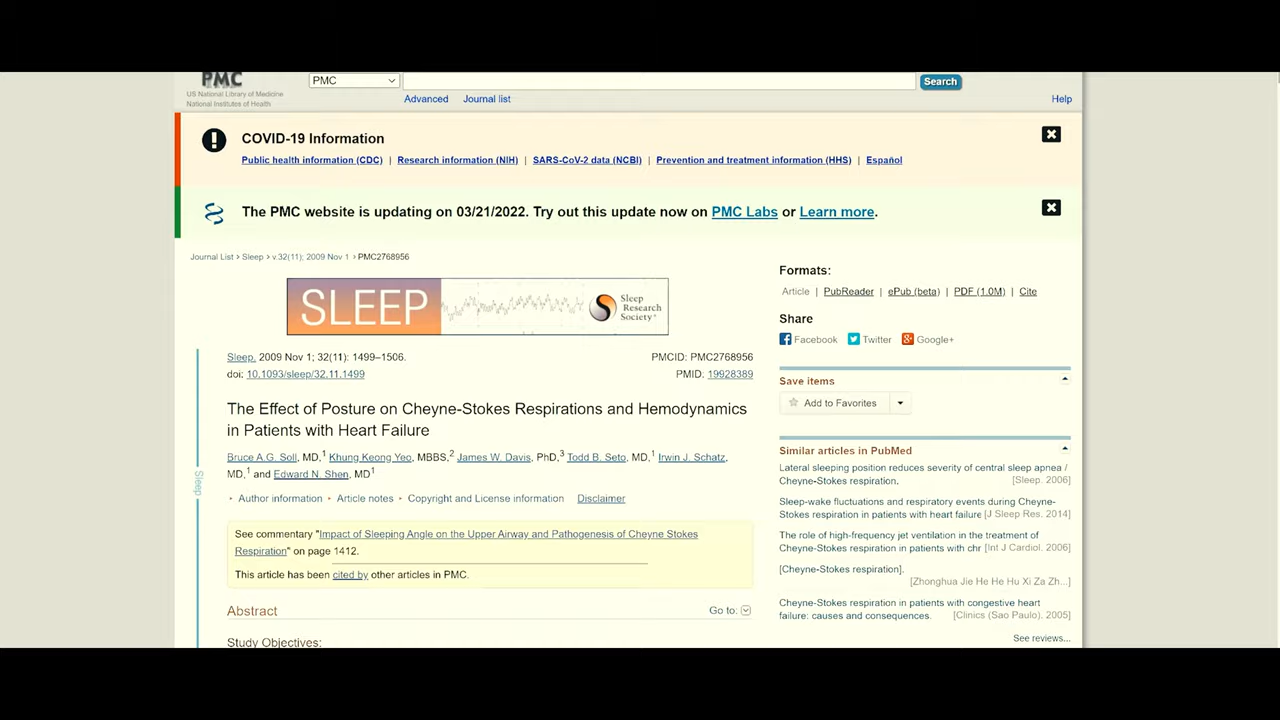 PMC
PMC
Search
US National Library of Medicine
National Institutes of Health
Advanced
Journal list
Help
COVID-19 Information
Public health information (CDC) | Research information (NIH) | SARS-CoV-2 data (NCBI) | Prevention and treatment information (HHS) | Español
The PMC website is updating on 03/21/2022. Try out this update now on PMC Labs or Learn more.
Journal List > Sleep > v.32(11); 2009 Nov 1 > PMC2768956
SLEEP
Sleep
Research
Society
Sleep. 2009 Nov 1; 32(11): 1499–1506.
PMCID: PMC2768956
doi: 10.1093/sleep/32.11.1499
PMID: 19928389
The Effect of Posture on Cheyne-Stokes Respirations and Hemodynamics
in Patients with Heart Failure
Bruce A.G. Soll, MD,1 Khung Keong Yeo, MBBS,2 James W. Davis, PhD,3 Todd B. Seto, MD,1 Irwin J. Schatz,
MD,1 and Edward N. Shen, MD1
Sleep
• Author information • Article notes • Copyright and License information Disclaimer
See commentary "Impact of Sleeping Angle on the Upper Airway and Pathogenesis of Cheyne Stokes
Respiration" on page 1412.
This article has been cited by other articles in PMC.
Abstract
Go to:
Study Objectives:
Formats:
Article | PubReader | ePub (beta) | PDF (1.0M) | Cite
Share
Facebook Twitter Google+
Save items
Add to Favorites
Similar articles in PubMed
Lateral sleeping position reduces severity of central sleep apnea /
Cheyne-Stokes respiration. [Sleep. 2006]
Sleep-wake fluctuations and respiratory events during Cheyne-
Stokes respiration in patients with heart failure [J Sleep Res. 2014]
The role of high-frequency jet ventilation in the treatment of
Cheyne-Stokes respiration in patients with chr [Int J Cardiol. 2006]
[Cheyne-Stokes respiration].
[Zhonghua Jie He He Hu Xi Za Zh...]
Cheyne-Stokes respiration in patients with congestive heart
failure: causes and consequences. [Clinics (Sao Paulo). 2005]
See reviews...